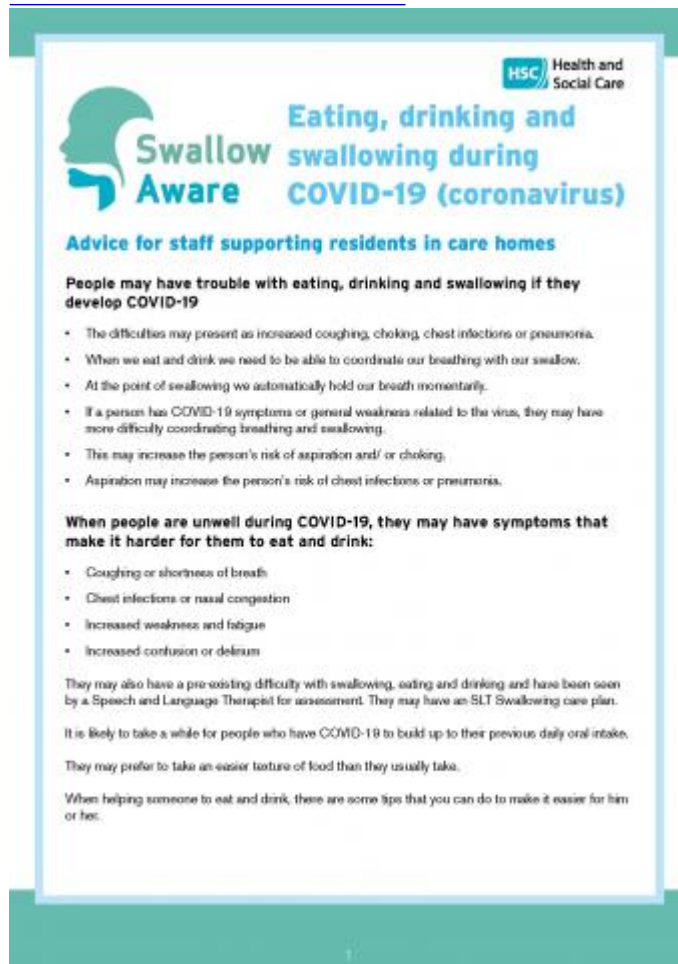 HSC Health and
Social Care
Swallow
Aware
Eating, drinking and
swallowing during
COVID-19 (coronavirus)
Advice for staff supporting residents in care homes
People may have trouble with eating, drinking and swallowing if they
develop COVID-19
• The difficulties may present as increased coughing, choking, chest infections or pneumonia.
• When we eat and drink we need to be able to coordinate our breathing with our swallow.
• At the point of swallowing we automatically hold our breath momentarily.
• If a person has COVID-19 symptoms or general weakness related to the virus, they may have
more difficulty coordinating breathing and swallowing.
• This may increase the person's risk of aspiration and/ or choking.
• Aspiration may increase the person's risk of chest infections or pneumonia.
When people are unwell during COVID-19, they may have symptoms that
make it harder for them to eat and drink:
• Coughing or shortness of breath
• Chest infections or nasal congestion
• Increased weakness and fatigue
• Increased confusion or delirium
They may also have a pre-existing difficulty with swallowing, eating and drinking and have been seen
by a Speech and Language Therapist for assessment. They may have an SLT Swallowing care plan.
It is likely to take a while for people who have COVID-19 to build up to their previous daily oral intake.
They may prefer to take an easier texture of food than they usually take.
When helping someone to eat and drink, there are some tips that you can do to make it easier for him
or her.
1